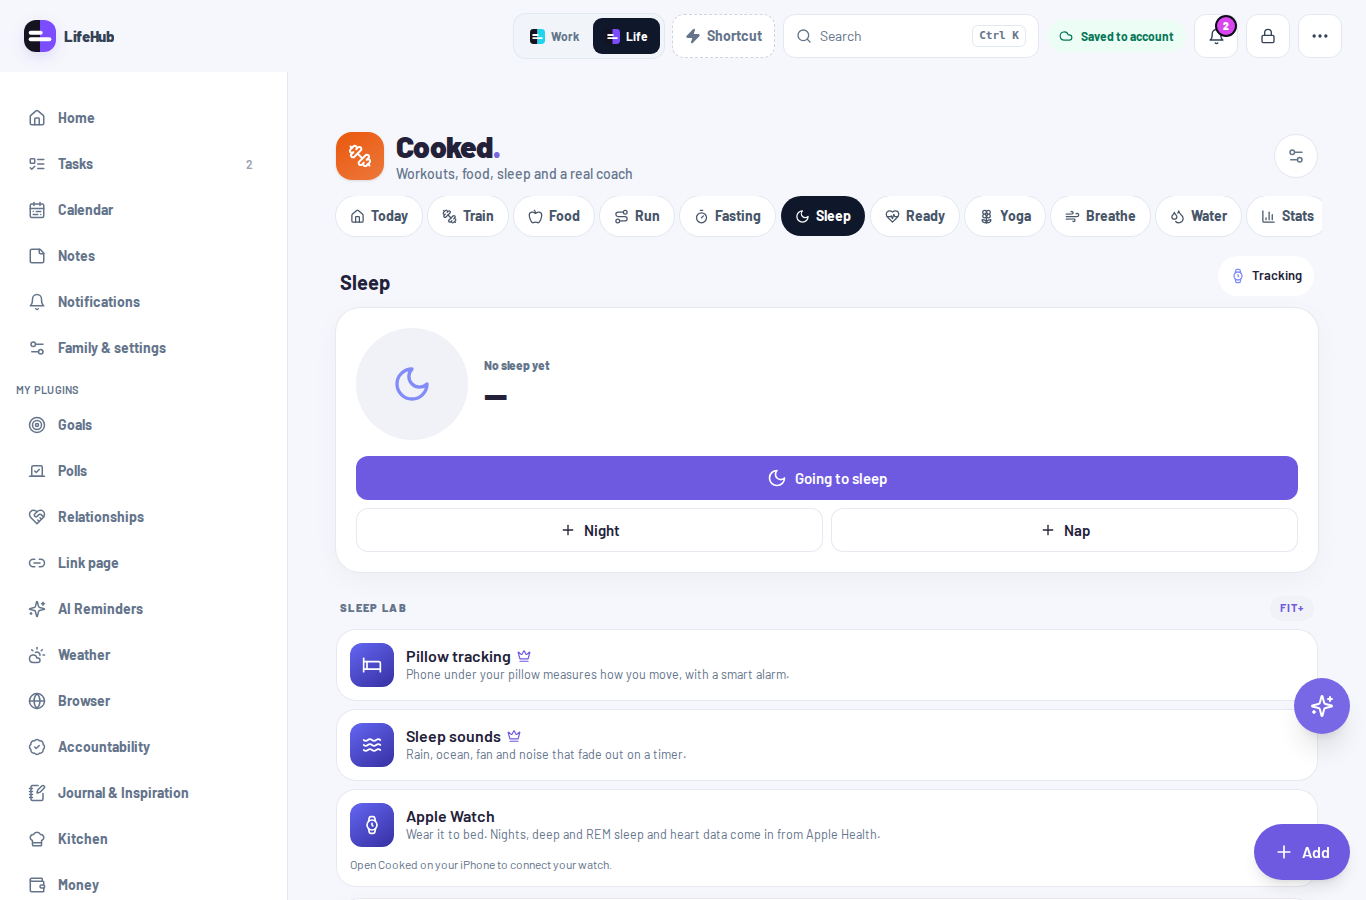 LifeHub
Work
Life
Shortcut
Search
Ctrl K
Saved to account
2
Home
Tasks
2
Calendar
Notes
Notifications
Family & settings
MY PLUGINS
Goals
Polls
Relationships
Link page
AI Reminders
Weather
Browser
Accountability
Journal & Inspiration
Kitchen
Money
Cooked.
Workouts, food, sleep and a real coach
Today
Train
Food
Run
Fasting
Sleep
Ready
Yoga
Breathe
Water
Stats
Sleep
Tracking
No sleep yet
–
Going to sleep
+ Night
+ Nap
SLEEP LAB
FIT+
Pillow tracking
Phone under your pillow measures how you move, with a smart alarm.
Sleep sounds
Rain, ocean, fan and noise that fade out on a timer.
Apple Watch
Wear it to bed. Nights, deep and REM sleep and heart data come in from Apple Health.
Open Cooked on your iPhone to connect your watch.
+ Add